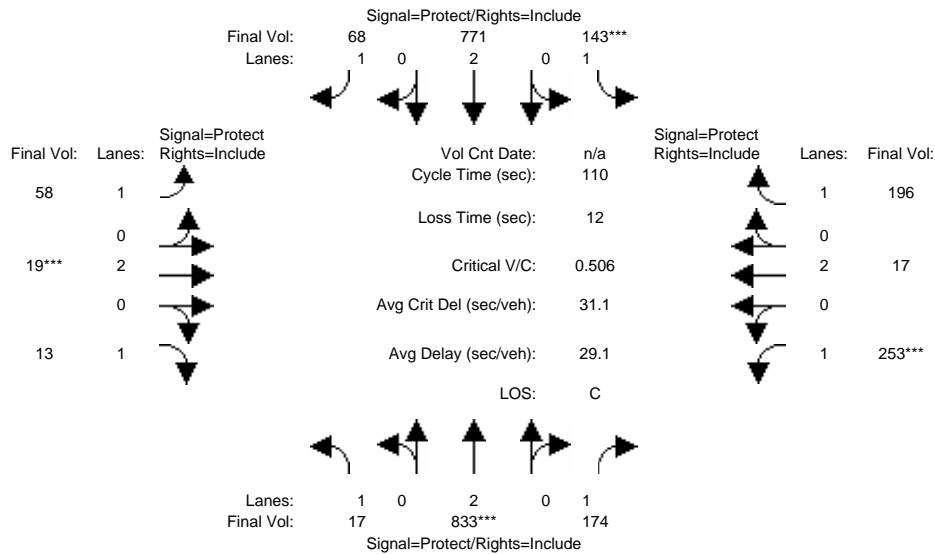 Signal=Protect/Rights=Include
Final Vol: 68 771 143***
Lanes: 1 0 2 0 1
Signal=Protect
Final Vol: Lanes: Rights=Include
Vol Cnt Date: n/a
Signal=Protect
Rights=Include Lanes: Final Vol:
Cycle Time (sec): 110
58 1
1 196
Loss Time (sec): 12
0
0
19*** 2
Critical V/C: 0.506
2 17
0
Avg Crit Del (sec/veh): 31.1
0
13 1
Avg Delay (sec/veh): 29.1
1 253***
LOS: C
Lanes: 1 0 2 0 1
Final Vol: 17 833*** 174
Signal=Protect/Rights=Include